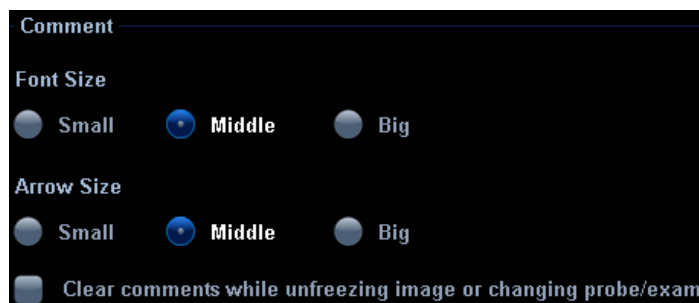 Comment
Font Size
Small Middle Big
Arrow Size
Small Middle Big
Clear comments while unfreezing image or changing probe/exam